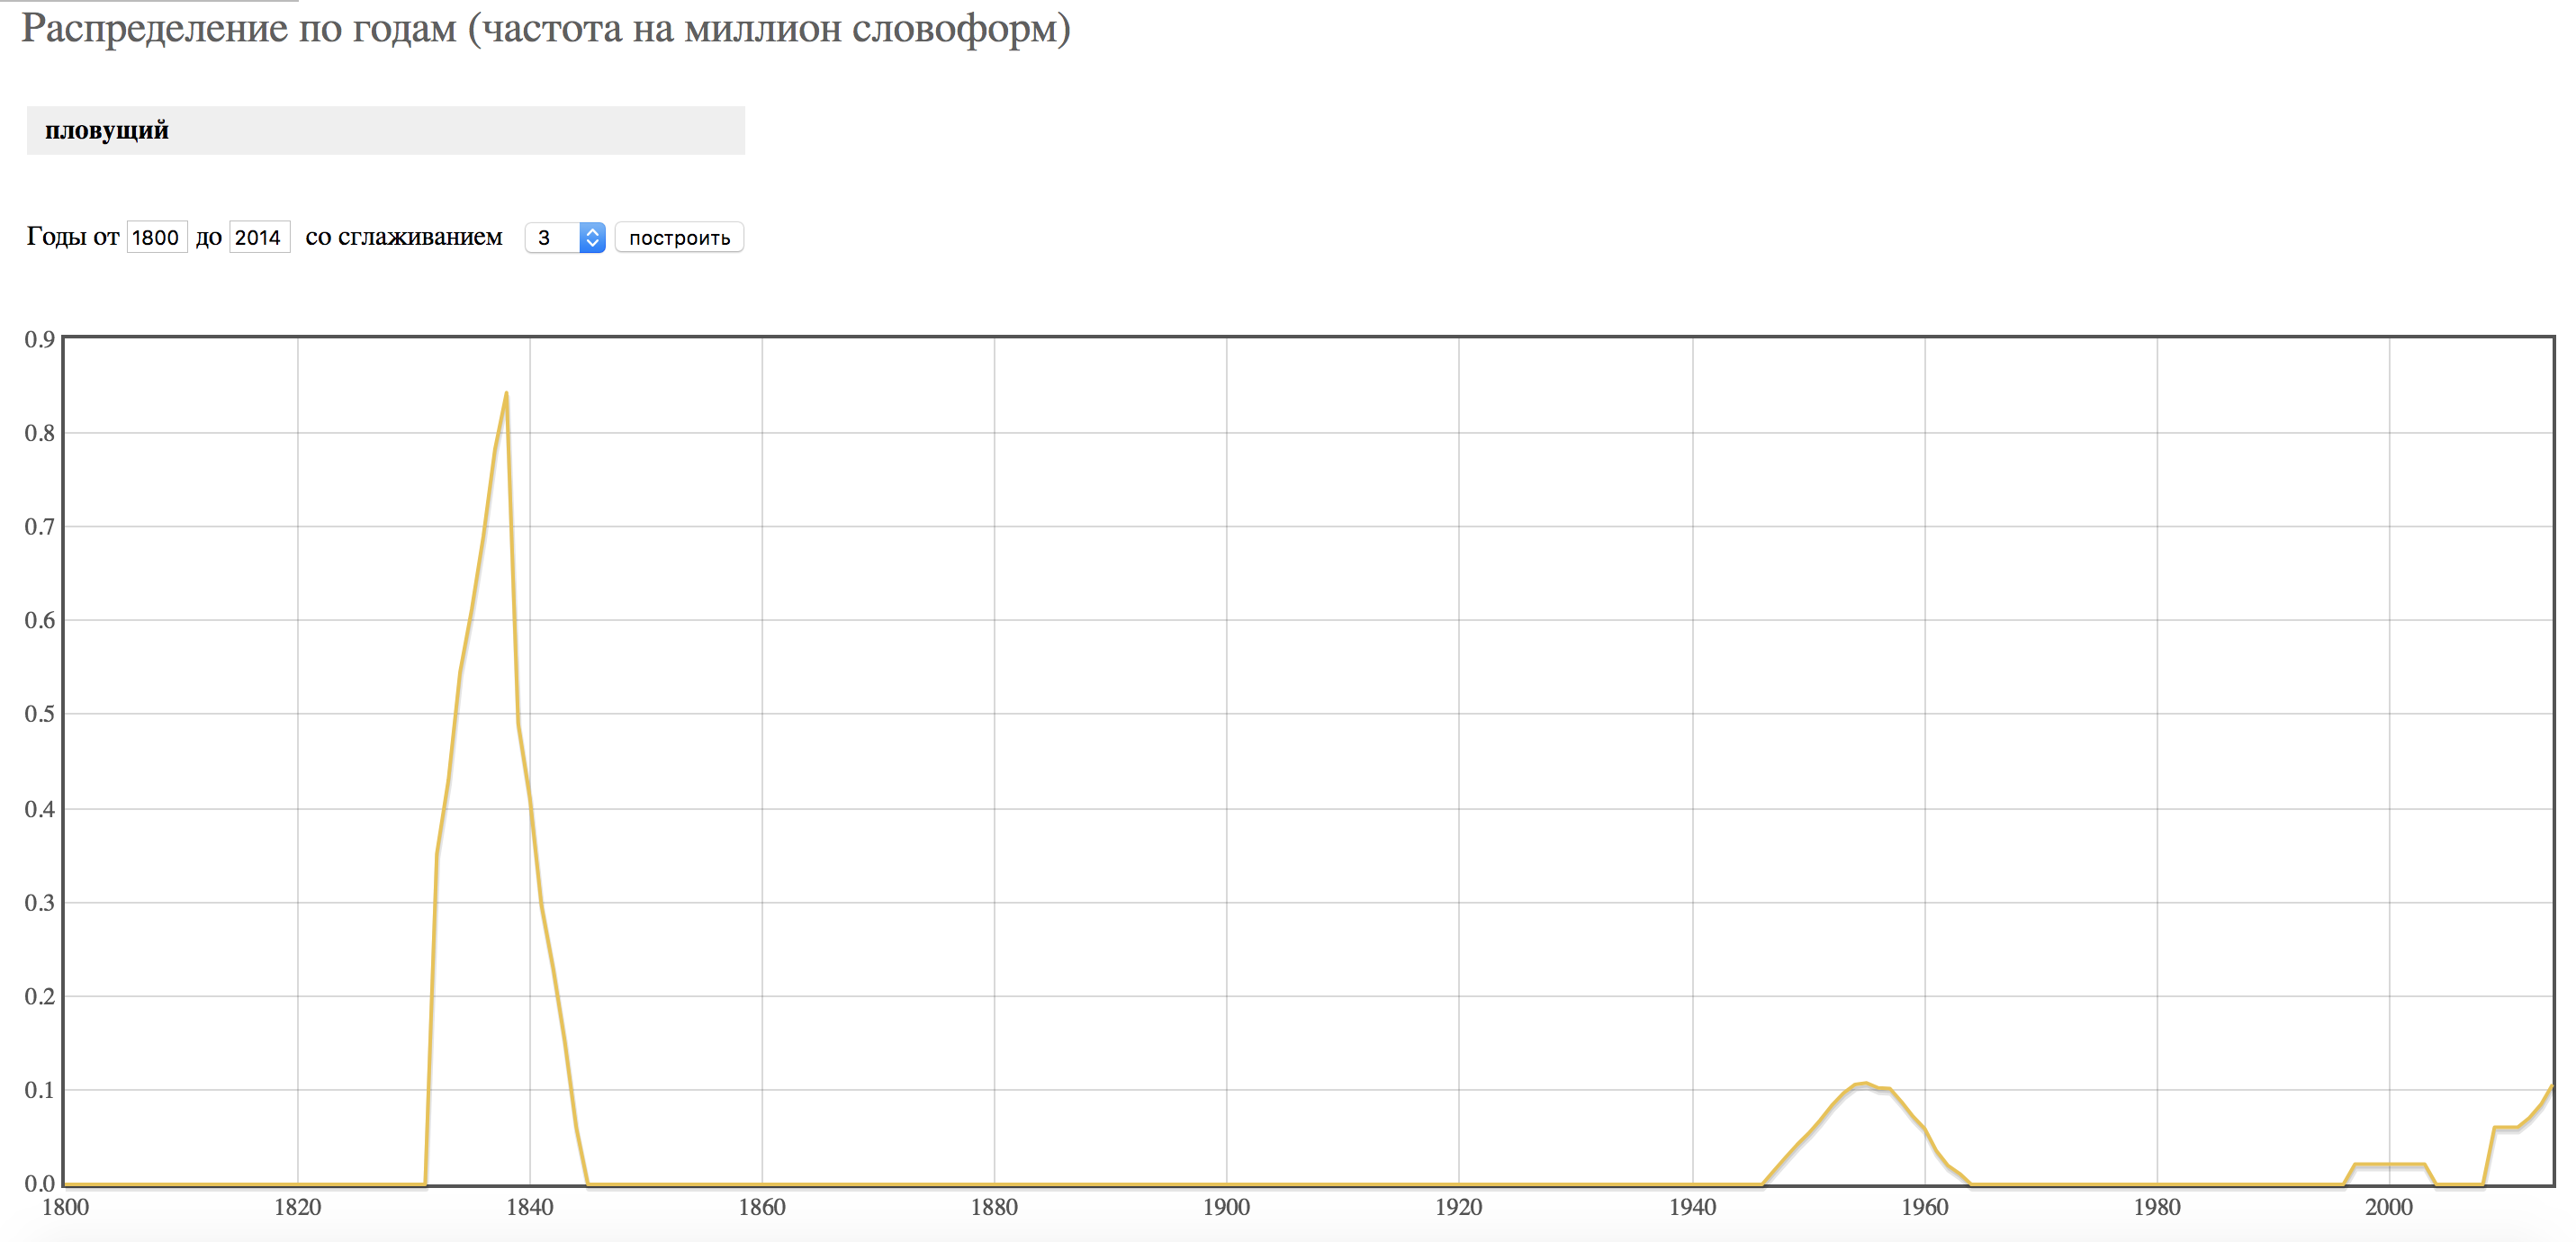 Распределение по годам (частота на миллион словоформ)
пловущий
Годы от 1800 до 2014 со сглаживанием 3 построить
0.9
0.8
0.7
0.6
0.5
0.4
0.3
0.2
0.1
0.0
1800 1820 1840 1860 1880 1900 1920 1940 1960 1980 2000